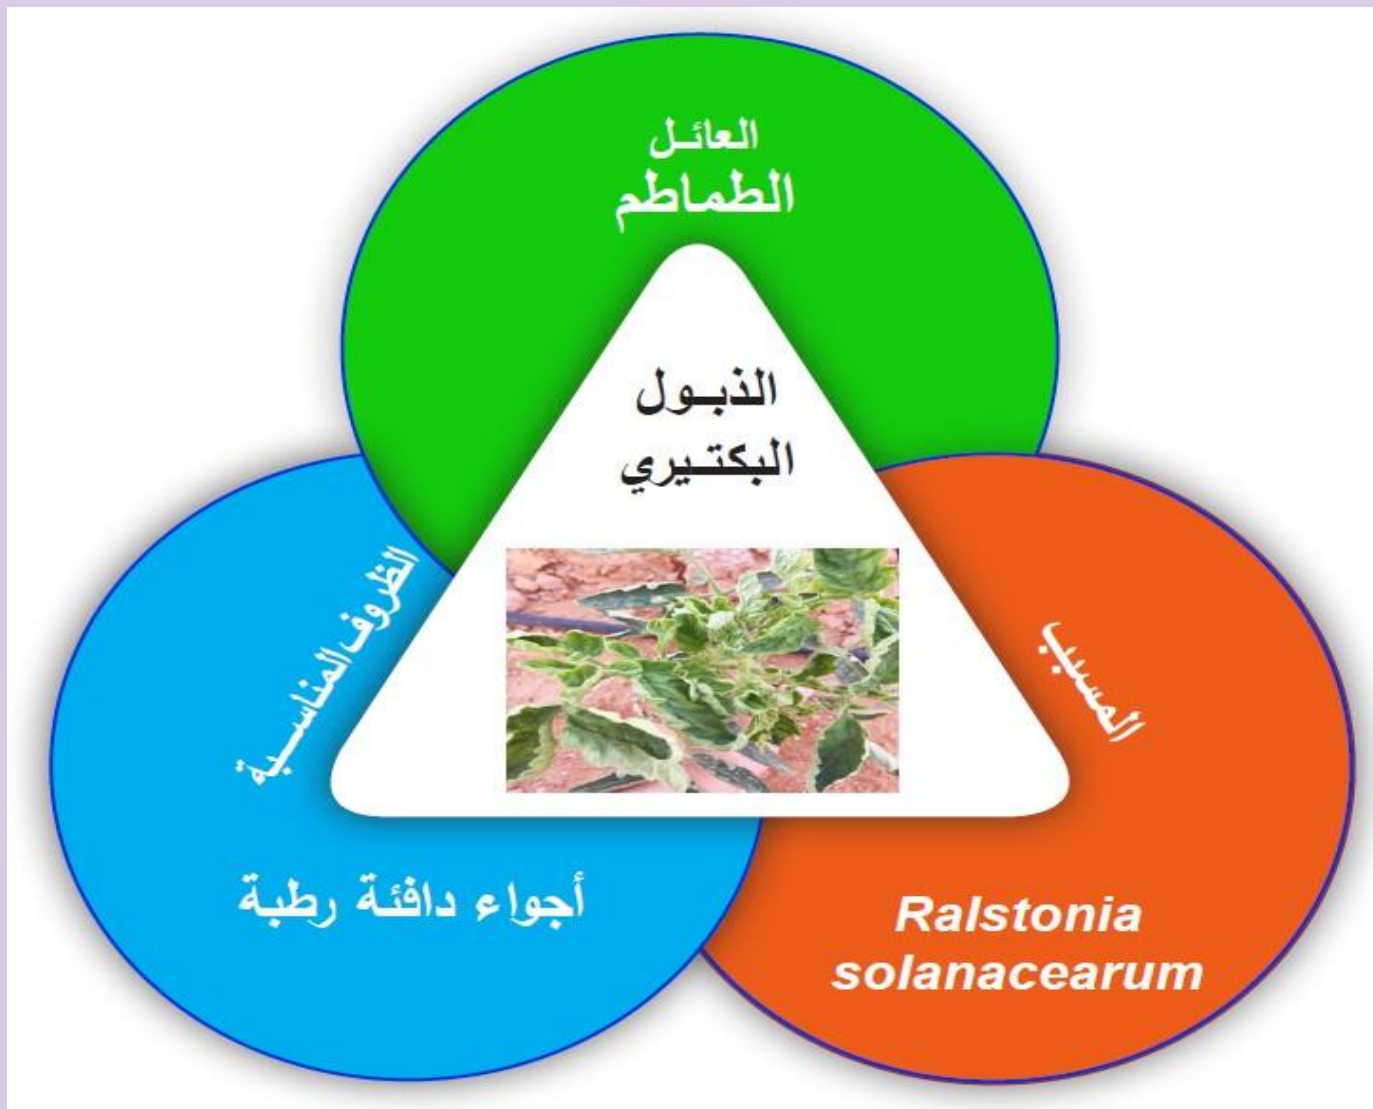 العائل
الطماطم
الذبول
البكتيري
المسبب
Ralstonia
solanacearum
الظروف المناسبة
أجواء دافئة رطبة